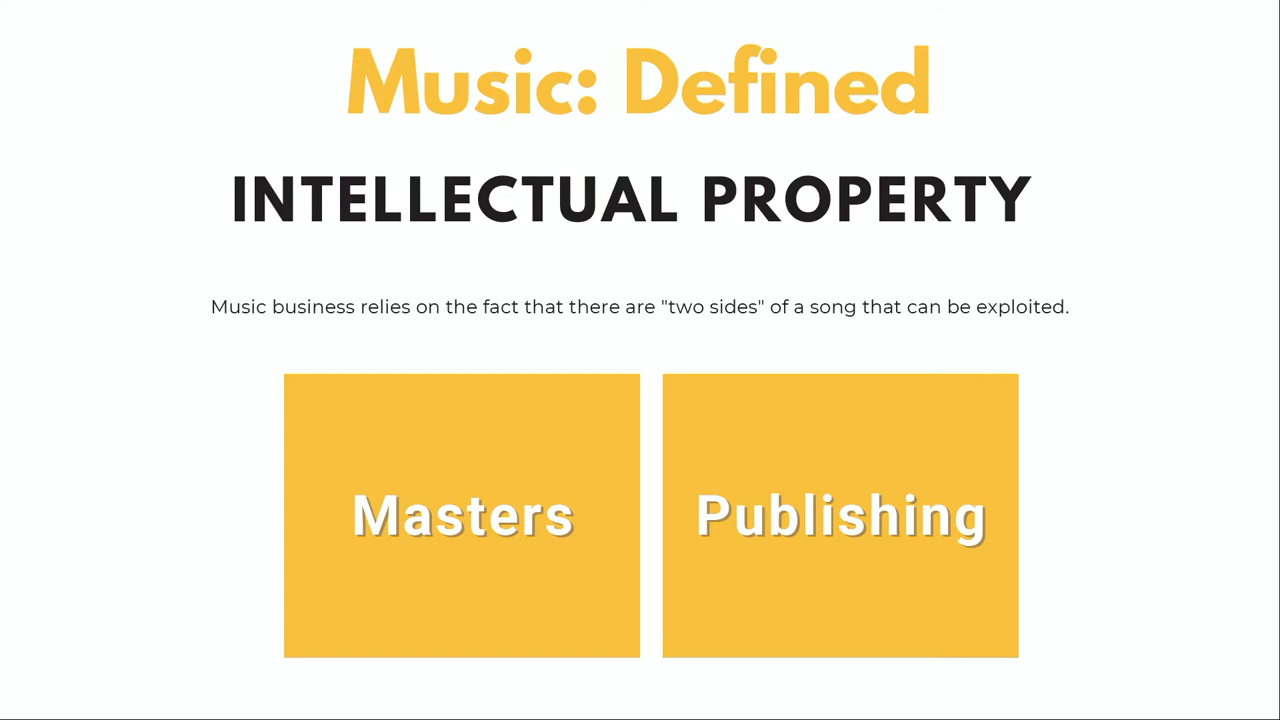 Music: Defined
INTELLECTUAL PROPERTY
Music business relies on the fact that there are "two sides" of a song that can be exploited.
Masters
Publishing